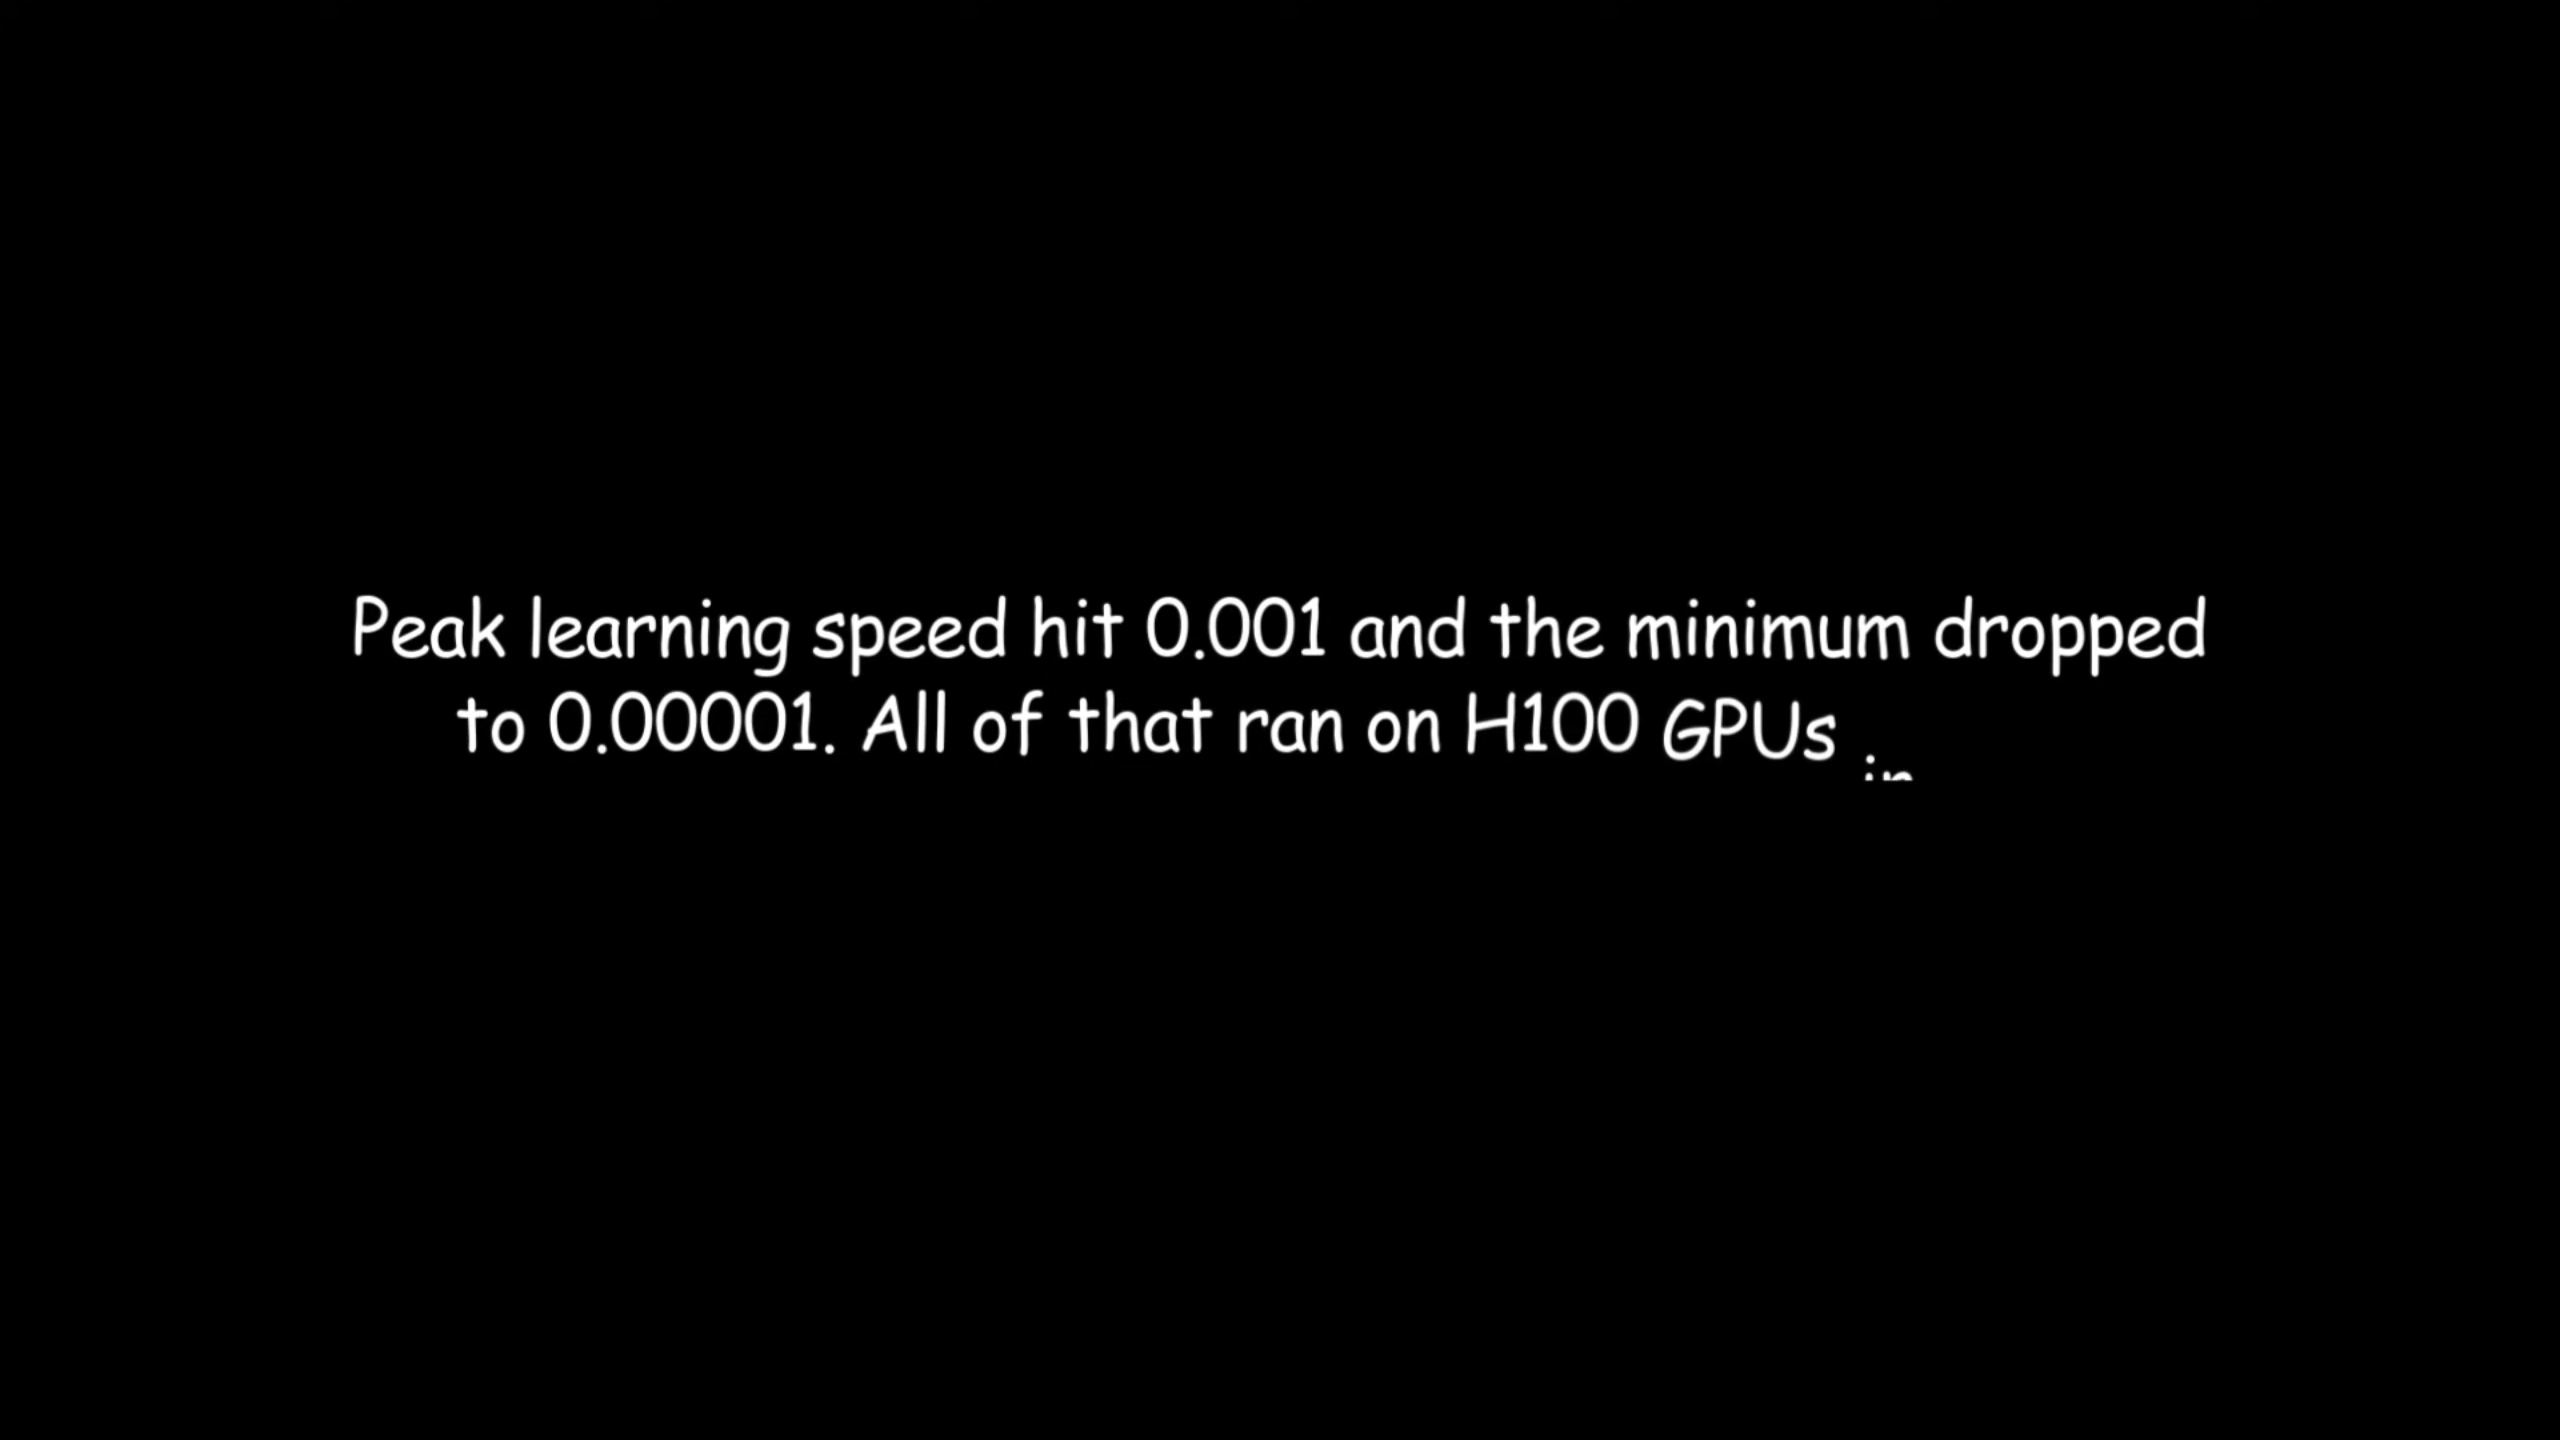 Peak learning speed hit 0.001 and the minimum dropped
to 0.00001. All of that ran on H100 GPUs in